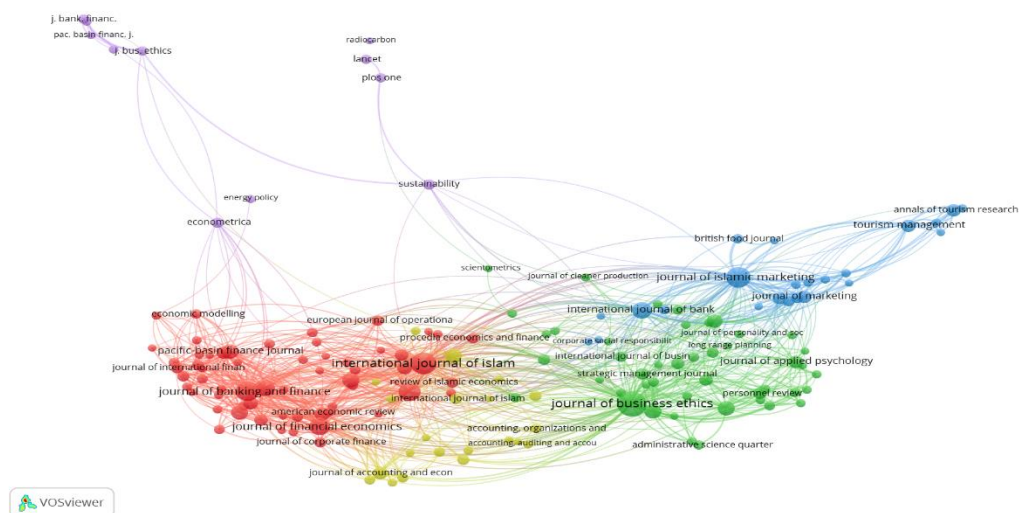 j. bank, financ.
pac. basin financ. j.
j. bus. ethics
radiocarbon
lancet
plos one
sustainability
energy policy
econometrica
annals of tourism research
tourism management
british food journal
scientometrics
journal of cleaner production
journal of islamic marketing
journal of marketing
international journal of bank
economic modelling
european journal of operationa
procedia economics and finance
corporate social responsibilit
journal of personality and soc
long range planning
pacific-basin finance journal
international journal of islam
international journal of busin
journal of applied psychology
journal of international finan
review of islamic economics
strategic management journal
journal of banking and finance
international journal of islam
personnel review
american economic review
journal of business ethics
journal of financial economics
accounting, organizations and
journal of corporate finance
accounting, auditing and accou
administrative science quarter
journal of accounting and econ
VOSviewer